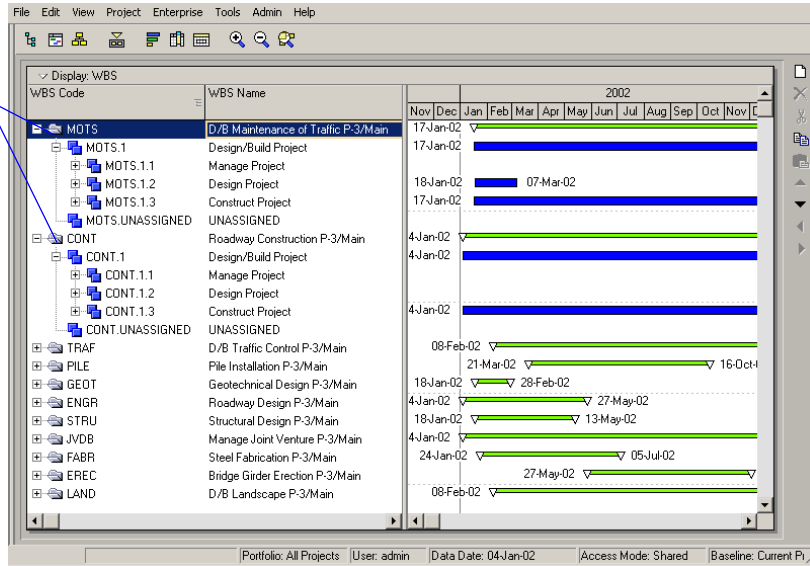 File Edit View Project Enterprise Tools Admin Help
Display: WBS
WBS Code WBS Name 2002
Nov Dec Jan Feb Mar Apr May Jun Jul Aug Sep Oct Nov
MOTS D/B Maintenance of Traffic P-3/Main 17-Jan-02
MOTS.1 Design/Build Project 17-Jan-02
MOTS.1.1 Manage Project
MOTS.1.2 Design Project 18-Jan-02 07-Mar-02
MOTS.1.3 Construct Project 17-Jan-02
MOTS.UNASSIGNED UNASSIGNED
CONT Roadway Construction P-3/Main 4-Jan-02
CONT.1 Design/Build Project 4-Jan-02
CONT.1.1 Manage Project
CONT.1.2 Design Project
CONT.1.3 Construct Project 4-Jan-02
CONT.UNASSIGNED UNASSIGNED
TRAF D/B Traffic Control P-3/Main 08-Feb-02
PILE Pile Installation P-3/Main 21-Mar-02 16-Oct-
GEOT Geotechnical Design P-3/Main 18-Jan-02 28-Feb-02
ENGR Roadway Design P-3/Main 4-Jan-02 27-May-02
STRU Structural Design P-3/Main 18-Jan-02 13-May-02
JVDB Manage Joint Venture P-3/Main 4-Jan-02
FABR Steel Fabrication P-3/Main 24-Jan-02 05-Jul-02
EREC Bridge Girder Erection P-3/Main 27-May-02
LAND D/B Landscape P-3/Main 08-Feb-02
Portfolio: All Projects User: admin Data Date: 04-Jan-02 Access Mode: Shared Baseline: Current